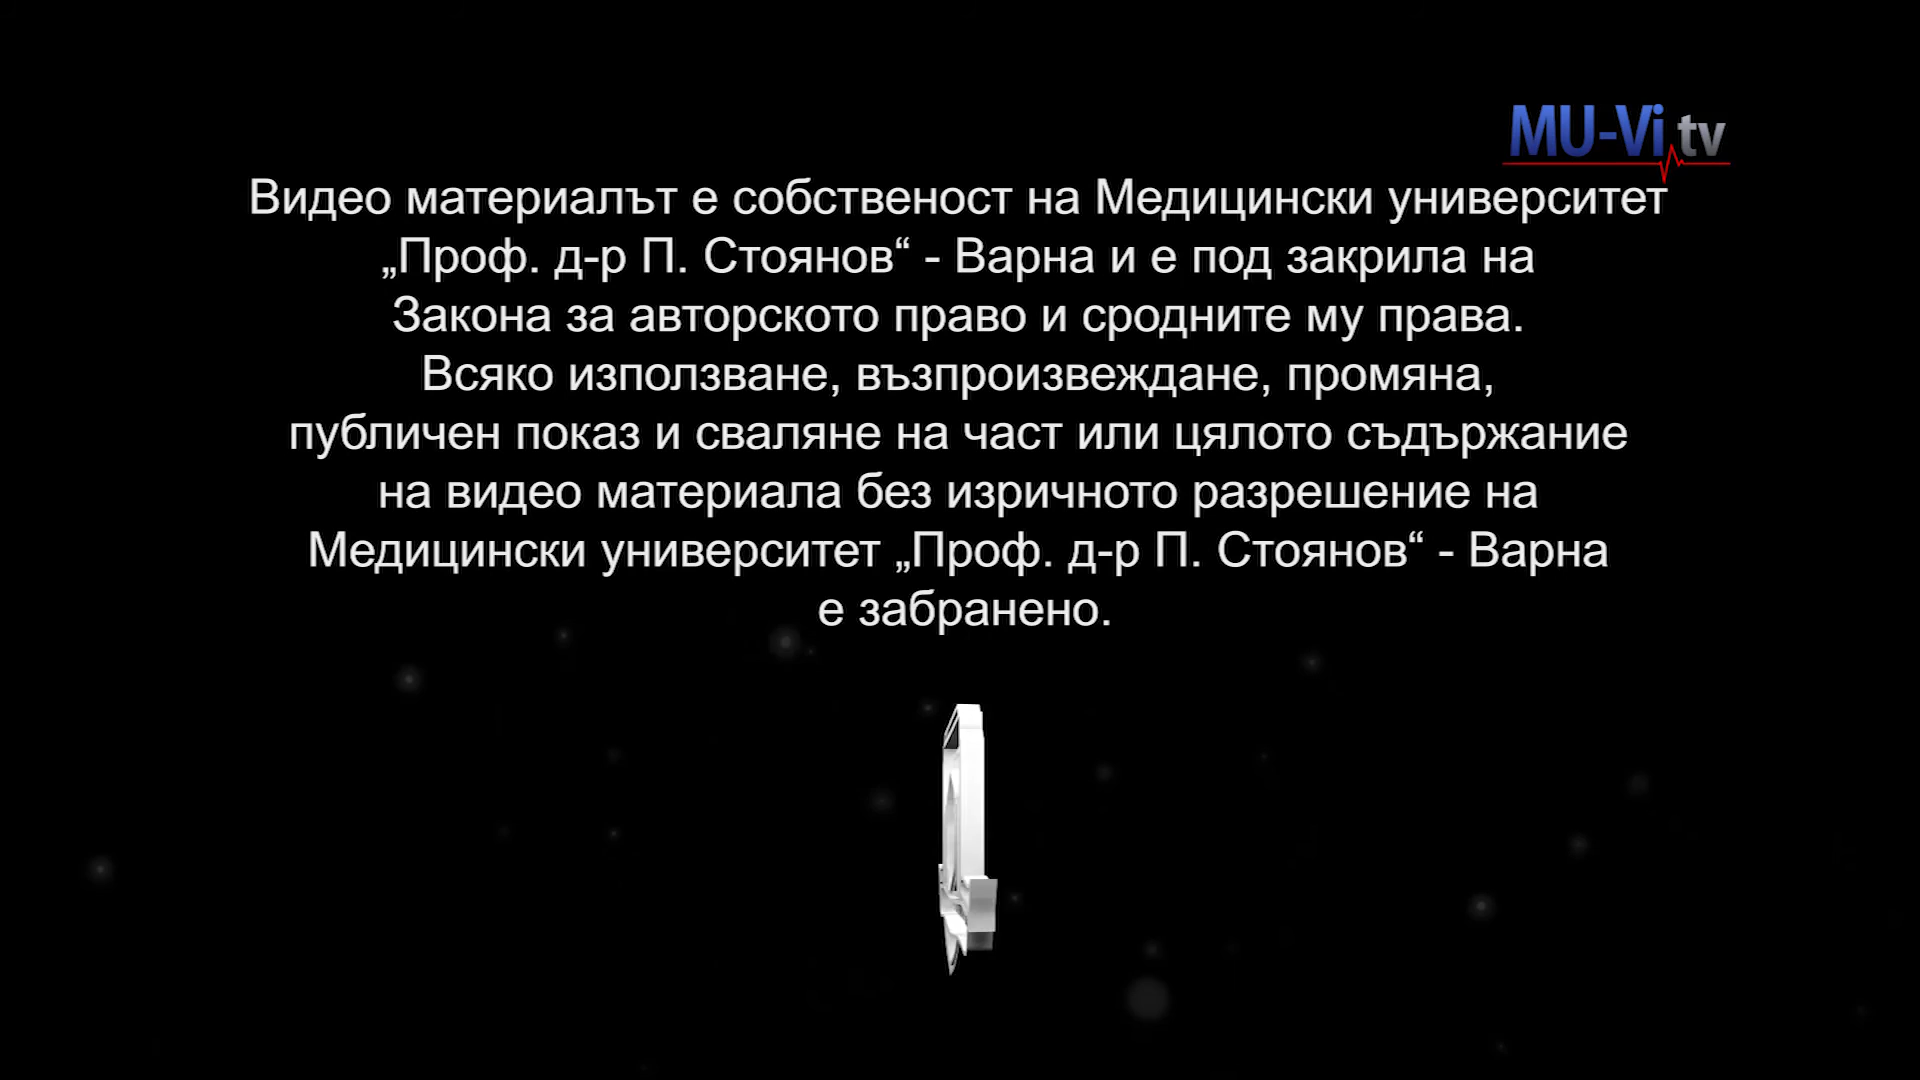 MU-Vi.tv
Видео материалът е собственост на Медицински университет
„Проф. д-р П. Стоянов“ - Варна и е под закрила на
Закона за авторското право и сродните му права.
Всяко използване, възпроизвеждане, промяна,
публичен показ и сваляне на част или цялото съдържание
на видео материала без изричното разрешение на
Медицински университет „Проф. д-р П. Стоянов“ - Варна
е забранено.